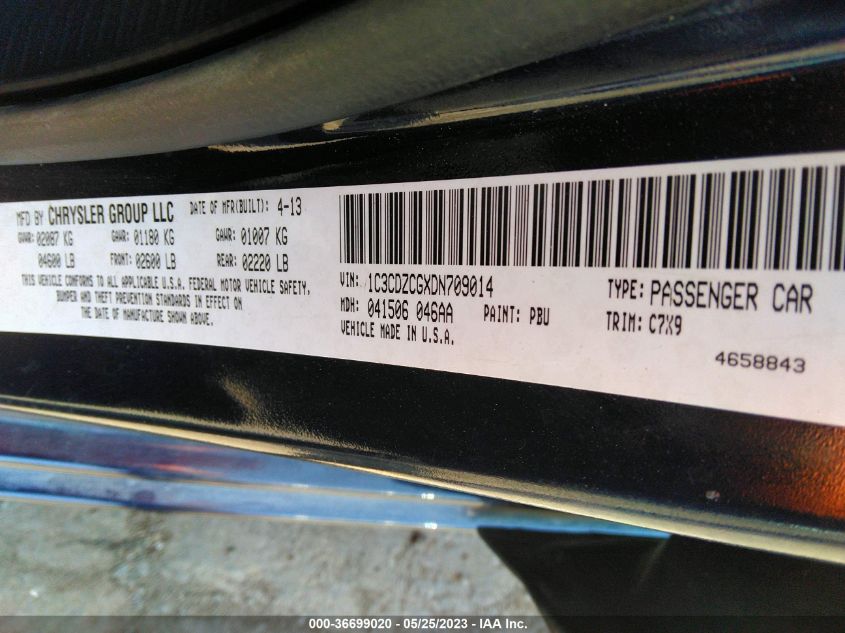 MFD BY CHRYSLER GROUP LLC DATE OF MFR(BUILT): 4-13
GVWR: 02087 KG GAWR: 01180 KG GAWR: 01007 KG
04600 LB FRONT: 02600 LB REAR: 02220 LB
THIS VEHICLE CONFORMS TO ALL APPLICABLE U.S.A. FEDERAL MOTOR VEHICLE SAFETY,
BUMPER AND THEFT PREVENTION STANDARDS IN EFFECT ON
THE DATE OF MANUFACTURE SHOWN ABOVE.
VIN: 1C3CDZCGXDN709014 TYPE: PASSENGER CAR
MDH: 041506 046AA PAINT: PBU TRIM: C7X9
VEHICLE MADE IN U.S.A.
4658843
000-36699020 - 05/25/2023 - IAA Inc.